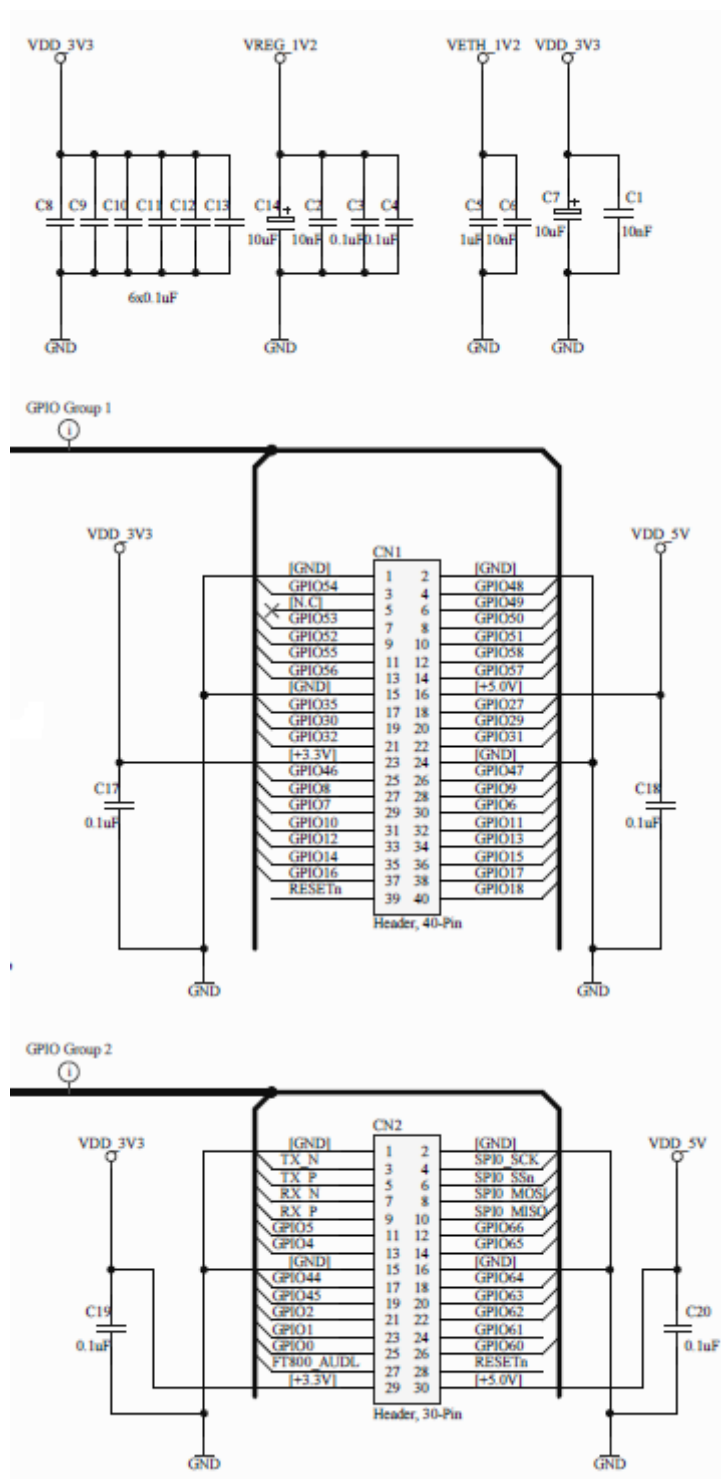 VDD_3V3 VREG_1V2 VETH_1V2 VDD_3V3
C8 C9 C10 C11 C12 C13 C14 + C2 C3 C4 C5 C6 C7 + C1
10uF 10nF 0.1uF 0.1uF 1uF 10nF 10uF 10nF
6x0.1uF
GND GND GND GND
GPIO Group 1
i
VDD_3V3 VDD_5V
CN1
[GND] 1 2 [GND]
GPIO54 3 4 GPIO48
[N.C] 5 6 GPIO49
GPIO53 7 8 GPIO50
GPIO52 9 10 GPIO51
GPIO55 11 12 GPIO58
GPIO56 13 14 GPIO57
[GND] 15 16 [+5.0V]
GPIO35 17 18 GPIO27
GPIO30 19 20 GPIO29
GPIO32 21 22 GPIO31
[+3.3V] 23 24 [GND]
GPIO46 25 26 GPIO47
GPIO8 27 28 GPIO9
GPIO7 29 30 GPIO6
GPIO10 31 32 GPIO11
GPIO12 33 34 GPIO13
GPIO14 35 36 GPIO15
GPIO16 37 38 GPIO17
RESETn 39 40 GPIO18
C17 C18
0.1uF 0.1uF
Header, 40-Pin
GND GND
GPIO Group 2
i
VDD_3V3 VDD_5V
CN2
[GND] 1 2 [GND]
TX_N 3 4 SPI0_SCK
TX_P 5 6 SPI0_SSn
RX_N 7 8 SPI0_MOSI
RX_P 9 10 SPI0_MISO
GPIO5 11 12 GPIO66
GPIO4 13 14 GPIO65
[GND] 15 16 [GND]
GPIO44 17 18 GPIO64
GPIO45 19 20 GPIO63
GPIO2 21 22 GPIO62
GPIO1 23 24 GPIO61
GPIO0 25 26 GPIO60
FT800_AUDL 27 28 RESETn
[+3.3V] 29 30 [+5.0V]
C19 C20
0.1uF 0.1uF
Header, 30-Pin
GND GND